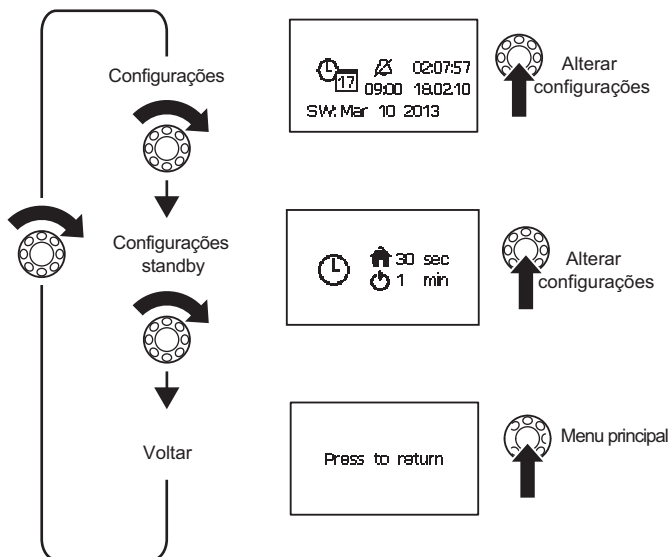 Configurações
17
02:07:57
09:00 18.02.10
SW: Mar 10 2013
Alterar
configurações
Configurações
standby
30 sec
1 min
Alterar
configurações
Voltar
Press to return
Menu principal